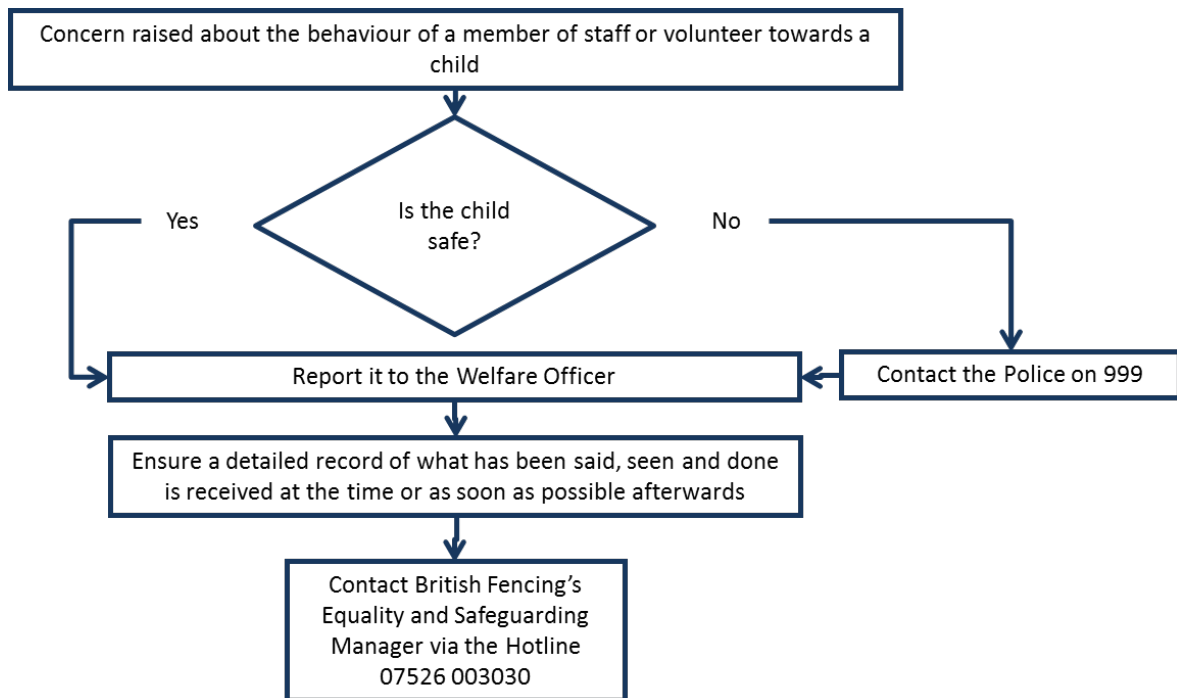 Concern raised about the behaviour of a member of staff or volunteer towards a
child
Is the child
safe?
Yes
No
Report it to the Welfare Officer
Contact the Police on 999
Ensure a detailed record of what has been said, seen and done
is received at the time or as soon as possible afterwards
Contact British Fencing’s
Equality and Safeguarding
Manager via the Hotline
07526 003030